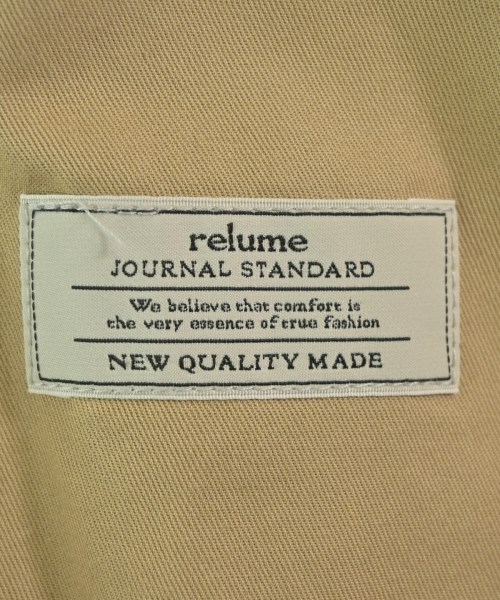 relume
JOURNAL STANDARD
We believe that comfort is
the very essence of true fashion
NEW QUALITY MADE